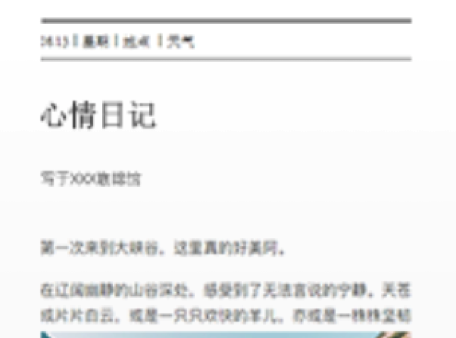 0613 | 星期 | 地点 | 天气
心情日记
写于XXX咖啡馆
第一次来到大峡谷。这里真的好美阿。
在辽阔幽静的山谷深处。感受到了无法言说的宁静。天苍
成片片白云。或是一只只欢快的羊儿。亦或是一株株坚韧